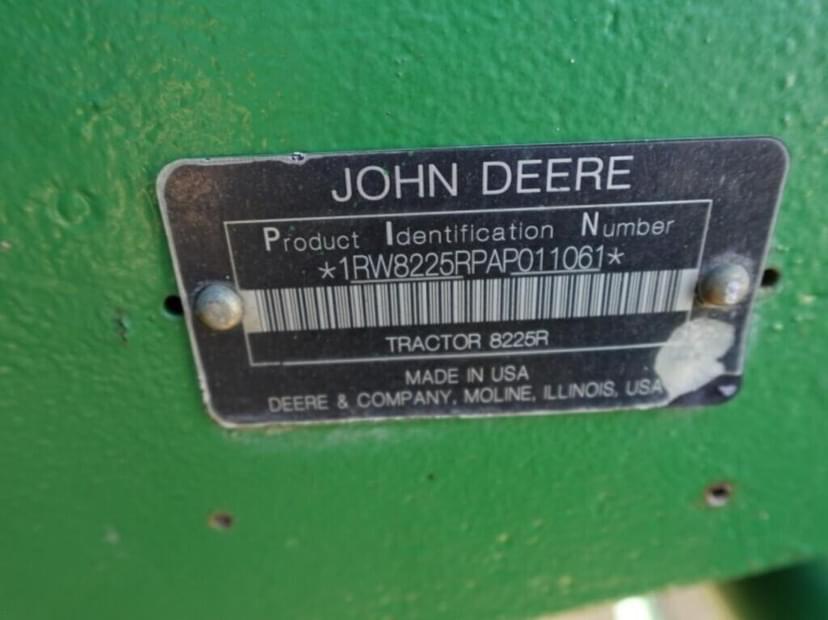 JOHN DEERE
Product Identification Number
*1RW8225RPAP011061*
TRACTOR 8225R
MADE IN USA
DEERE & COMPANY, MOLINE, ILLINOIS, USA